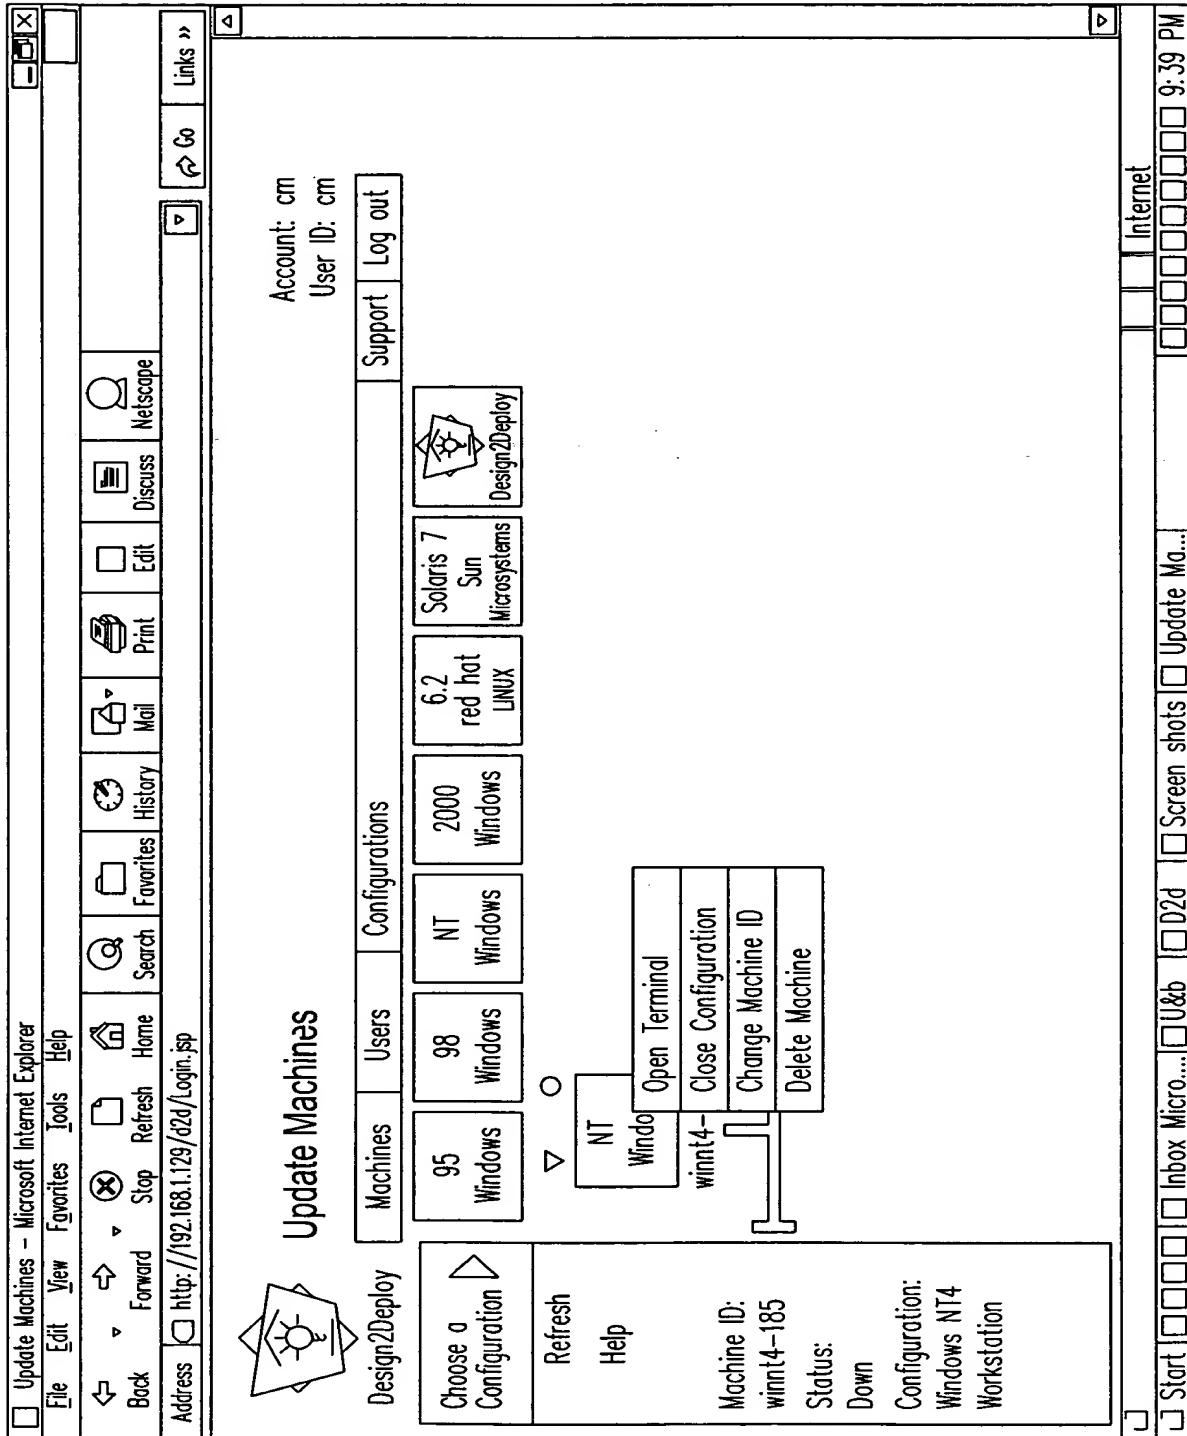 Update Machines – Microsoft Internet Explorer
File Edit View Favorites Tools Help
Back Forward Stop Refresh Home Search Favorites History Mail Print Edit Discuss Netscape
Address http://192.168.1.129/d2d/Login.jsp Go Links »
Design2Deploy
Update Machines
Account: cm
User ID: cm
Machines Users Configurations Support Log out
Choose a
Configuration
95
Windows
98
Windows
NT
Windows
2000
Windows
6.2
red hat
LINUX
Solaris 7
Sun
Microsystems
Design2Deploy
Refresh
Help
NT
Windo
winnt4-
Open Terminal
Close Configuration
Change Machine ID
Delete Machine
Machine ID:
winnt4-185
Status:
Down
Configuration:
Windows NT4
Workstation
Internet
Start Inbox Micro.... U&b D2d Screen shots Update Ma... 9:39 PM